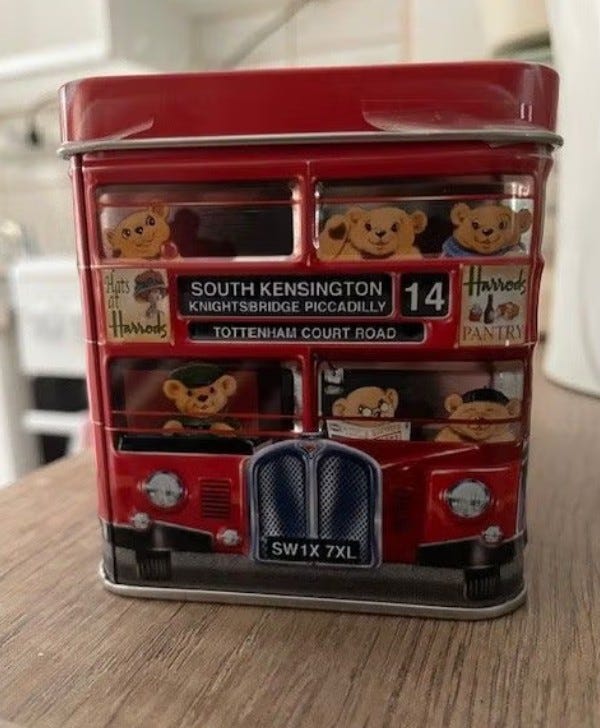 Hats
at
Harrods
SOUTH KENSINGTON
KNIGHTSBRIDGE PICCADILLY
14
TOTTENHAM COURT ROAD
Harrods
PANTRY
SW1X 7XL